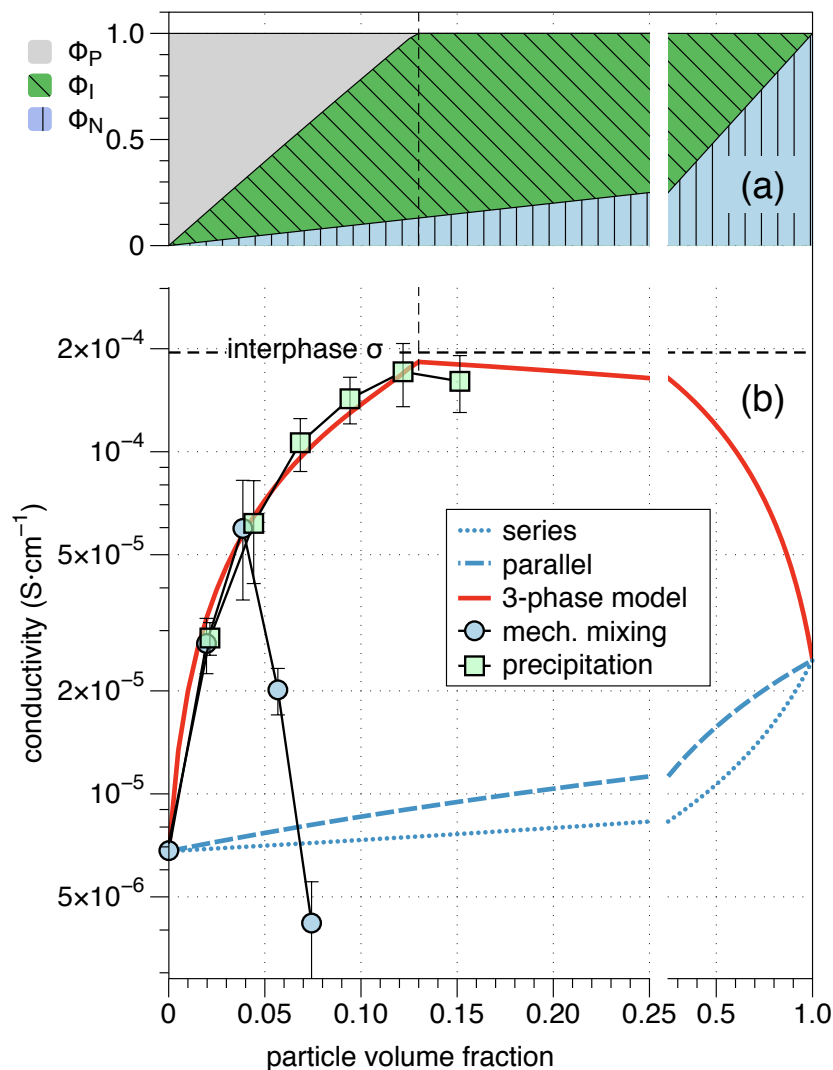 1.0
0.5
0
Φ_P
Φ_I
Φ_N
(a)
2×10⁻⁴
10⁻⁴
5×10⁻⁵
2×10⁻⁵
10⁻⁵
5×10⁻⁶
conductivity (S·cm⁻¹)
interphase σ
(b)
series
parallel
3-phase model
mech. mixing
precipitation
0 0.05 0.10 0.15 0.20 0.25 0.5 1.0
particle volume fraction